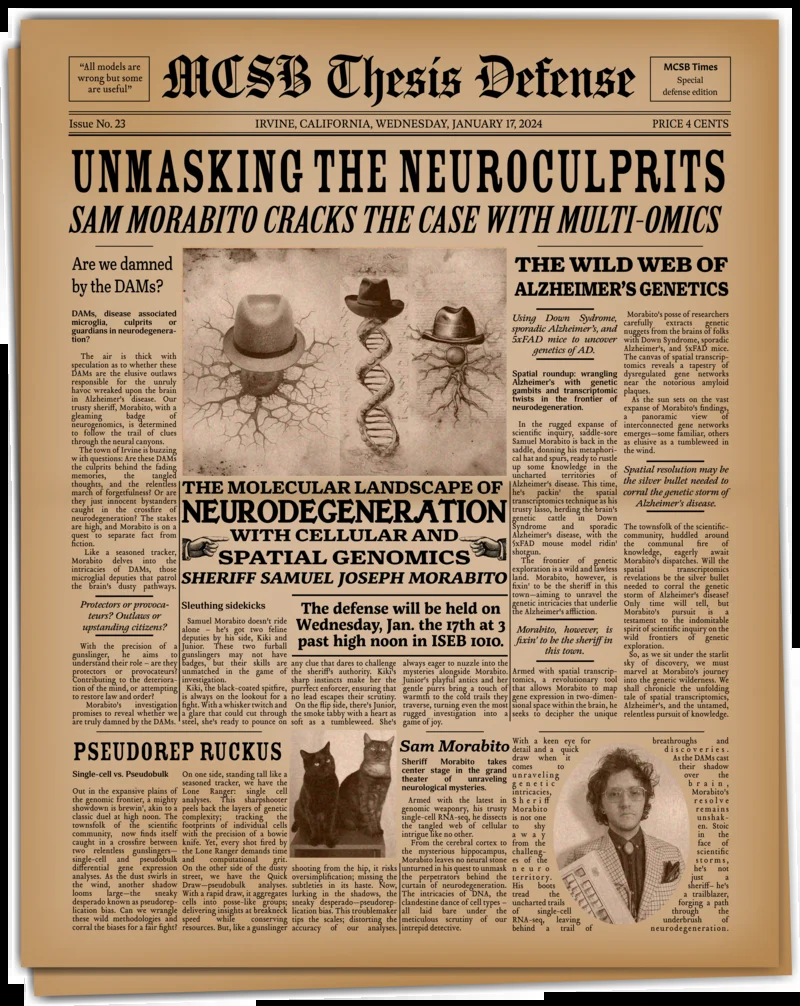 "All models are
wrong but some
are useful"
MCSB Thesis Defense
MCSB Times
Special
defense edition
Issue No. 23
IRVINE, CALIFORNIA, WEDNESDAY, JANUARY 17, 2024
PRICE 4 CENTS
UNMASKING THE NEUROCULPRITS
SAM MORABITO CRACKS THE CASE WITH MULTI-OMICS
Are we damned
by the DAMs?
DAMs, disease associated
microglia, culprits or
guardians in neurodegenera-
tion?
The air is thick with
speculation as to whether these
DAMs are the elusive outlaws
responsible for the unruly
havoc wreaked upon the brain
in Alzheimer's disease. Our
trusty sheriff, Morabito, with a
gleaming badge of
neurogenomics, is determined
to follow the trail of clues
through the neural canyons.
The town of Irvine is buzzing
with questions: Are these DAMs
the culprits behind the fading
memories, the tangled
thoughts, and the relentless
march of forgetfulness? Or are
they just innocent bystanders
caught in the crossfire of
neurodegeneration? The stakes
are high, and Morabito is on a
quest to separate fact from
fiction.
Like a seasoned tracker,
Morabito delves into the
intricacies of DAMs, those
microglial deputies that patrol
the brain's dusty pathways.
Protectors or provoca-
teurs? Outlaws or
upstanding citizens?
With the precision of a
gunslinger, he aims to
understand their role – are they
protectors or provocateurs?
Contributing to the deteriora-
tion of the mind, or attempting
to restore law and order?
Morabito's investigation
promises to reveal whether we
are truly damned by the DAMs.
THE MOLECULAR LANDSCAPE OF
NEURODEGENERATION
WITH CELLULAR AND
SPATIAL GENOMICS
SHERIFF SAMUEL JOSEPH MORABITO
Sleuthing sidekicks
Samuel Morabito doesn't ride
alone – he's got two feline
deputies by his side, Kiki and
Junior. These two furball
gunslingers may not have
badges, but their skills are
unmatched in the game of
investigation.
Kiki, the black-coated spitfire,
is always on the lookout for a
fight. With a whisker twitch and
a glare that could cut through
steel, she's ready to pounce on
The defense will be held on
Wednesday, Jan. the 17th at 3
past high noon in ISEB 1010.
any clue that dares to challenge
the sheriff's authority. Kiki's
sharp instincts make her the
purrfect enforcer, ensuring that
no lead escapes their scrutiny.
On the flip side, there's Junior,
the smoke tabby with a heart as
soft as a tumbleweed. She's
always eager to nuzzle into the
mysteries alongside Morabito.
Junior's playful antics and her
gentle purrs bring a touch of
warmth to the cold trails they
traverse, turning even the most
rugged investigation into a
game of joy.
THE WILD WEB OF
ALZHEIMER'S GENETICS
Using Down Sydrome,
sporadic Alzheimer's, and
5xFAD mice to uncover
genetics of AD.
Spatial roundup: wrangling
Alzheimer's with genetic
gambits and transcriptomic
twists in the frontier of
neurodegeneration.
In the rugged expanse of
scientific inquiry, saddle-sore
Samuel Morabito is back in the
saddle, donning his metaphori-
cal hat and spurs, ready to rustle
up some knowledge in the
uncharted territories of
Alzheimer's disease. This time,
he's packin' the spatial
transcriptomics technique as his
trusty lasso, herding the brain's
genetic cattle in Down
Syndrome and sporadic
Alzheimer's disease, with the
5xFAD mouse model ridin'
shotgun.
The frontier of genetic
exploration is a wild and lawless
land. Morabito, however, is
fixin' to be the sheriff in this
town—aiming to unravel the
genetic intricacies that underlie
the Alzheimer's affliction.
Morabito, however, is
fixin' to be the sheriff in
this town.
Armed with spatial transcrip-
tomics, a revolutionary tool
that allows Morabito to map
gene expression in two-dimen-
sional space within the brain, he
seeks to decipher the unique
Morabito's posse of researchers
carefully extracts genetic
nuggets from the brains of folks
with Down Syndrome, sporadic
Alzheimer's, and 5xFAD mice.
The canvas of spatial transcrip-
tomics reveals a tapestry of
dysregulated gene networks
near the notorious amyloid
plaques.
As the sun sets on the vast
expanse of Morabito's findings,
a panoramic view of
interconnected gene networks
emerges—some familiar, others
as elusive as a tumbleweed in
the wind.
Spatial resolution may be
the silver bullet needed to
corral the genetic storm of
Alzheimer's disease.
The townsfolk of the scientific-
community, huddled around
the communal fire of
knowledge, eagerly await
Morabito's dispatches. Will the
spatial transcriptomics
revelations be the silver bullet
needed to corral the genetic
storm of Alzheimer's disease?
Only time will tell, but
Morabito's pursuit is a
testament to the indomitable
spirit of scientific inquiry on the
wild frontiers of genetic
exploration.
So, as we sit under the starlit
sky of discovery, we must
marvel at Morabito's journey
into the genetic wilderness. We
shall chronicle the unfolding
tale of spatial transcriptomics,
Alzheimer's, and the untamed,
relentless pursuit of knowledge.
PSEUDOREP RUCKUS
Single-cell vs. Pseudobulk
Out in the expansive plains of
the genomic frontier, a mighty
showdown is brewin', akin to a
classic duel at high noon. The
townsfolk of the scientific
community, now finds itself
caught in a crossfire between
two relentless gunslingers—
single-cell and pseudobulk
differential gene expression
analyses. As the dust swirls in
the wind, another shadow
looms large—the sneaky
desperado known as pseudorep-
lication bias. Can we wrangle
these wild methodologies and
corral the biases for a fair fight?
On one side, standing tall like a
seasoned tracker, we have the
Lone Ranger: single cell
analyses. This sharpshooter
peels back the layers of genetic
complexity; tracking the
footprints of individual cells
with the precision of a bowie
knife. Yet, every shot fired by
the Lone Ranger demands time
and computational grit.
On the other side of the dusty
street, we have the Quick
Draw—pseudobulk analyses.
With a rapid draw, it aggregates
cells into posse-like groups;
delivering insights at breakneck
speed while conserving
resources. But, like a gunslinger
shooting from the hip, it risks
oversimplification; missing the
subtleties in its haste. Now,
lurking in the shadows, the
sneaky desperado—pseudorep-
lication bias. This troublemaker
tips the scales; distorting the
accuracy of our analyses.
Sam Morabito
Sheriff Morabito takes
center stage in the grand
theater of unraveling
neurological mysteries.
Armed with the latest in
genomic weaponry, his trusty
single-cell RNA-seq, he dissects
the tangled web of cellular
intrigue like no other.
From the cerebral cortex to
the mysterious hippocampus,
Morabito leaves no neural stone
unturned in his quest to unmask
the perpetrators behind the
curtain of neurodegeneration.
The intricacies of DNA, the
clandestine dance of cell types –
all laid bare under the
meticulous scrutiny of our
intrepid detective.
With a keen eye for
detail and a quick
draw when it
comes to
unraveling
genetic
intricacies,
Sheriff
Morabito
is not one
to shy
away
from the
challeng-
es of the
neuro
territory.
His boots
tread the
uncharted trails
of single-cell
RNA-seq, leaving
behind a trail of
breakthroughs and
discoveries.
As the DAMs cast
their shadow
over the
brain,
Morabito's
resolve
remains
unshak-
en. Stoic
in the
face of
scientific
storms,
he's not
just a
sheriff– he's
a trailblazer,
forging a path
through the
underbrush of
neurodegeneration.